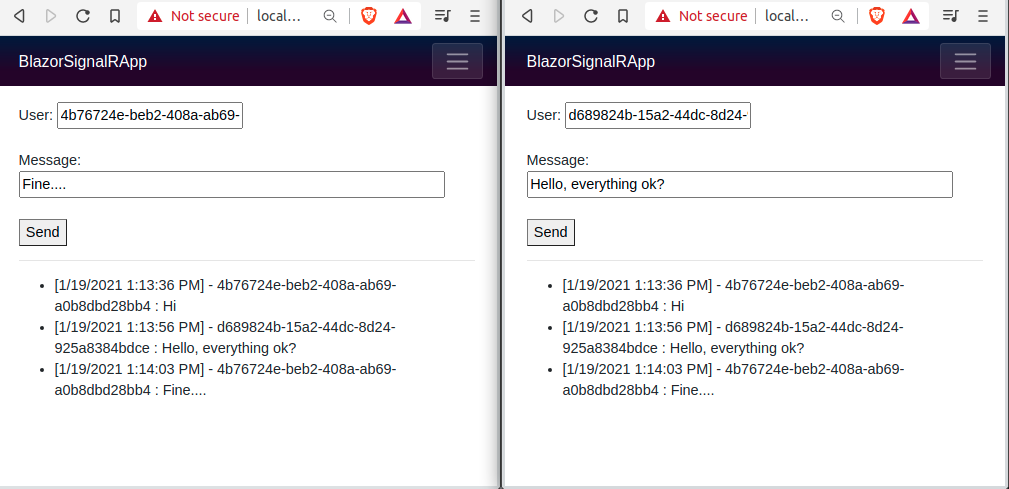 Not secure
local...
BlazorSignalRApp
User: 4b76724e-beb2-408a-ab69-
Message:
Fine....
Send
[1/19/2021 1:13:36 PM] - 4b76724e-beb2-408a-ab69-
a0b8dbd28bb4 : Hi
[1/19/2021 1:13:56 PM] - d689824b-15a2-44dc-8d24-
925a8384bdce : Hello, everything ok?
[1/19/2021 1:14:03 PM] - 4b76724e-beb2-408a-ab69-
a0b8dbd28bb4 : Fine....
Not secure
local...
BlazorSignalRApp
User: d689824b-15a2-44dc-8d24-
Message:
Hello, everything ok?
Send
[1/19/2021 1:13:36 PM] - 4b76724e-beb2-408a-ab69-
a0b8dbd28bb4 : Hi
[1/19/2021 1:13:56 PM] - d689824b-15a2-44dc-8d24-
925a8384bdce : Hello, everything ok?
[1/19/2021 1:14:03 PM] - 4b76724e-beb2-408a-ab69-
a0b8dbd28bb4 : Fine....